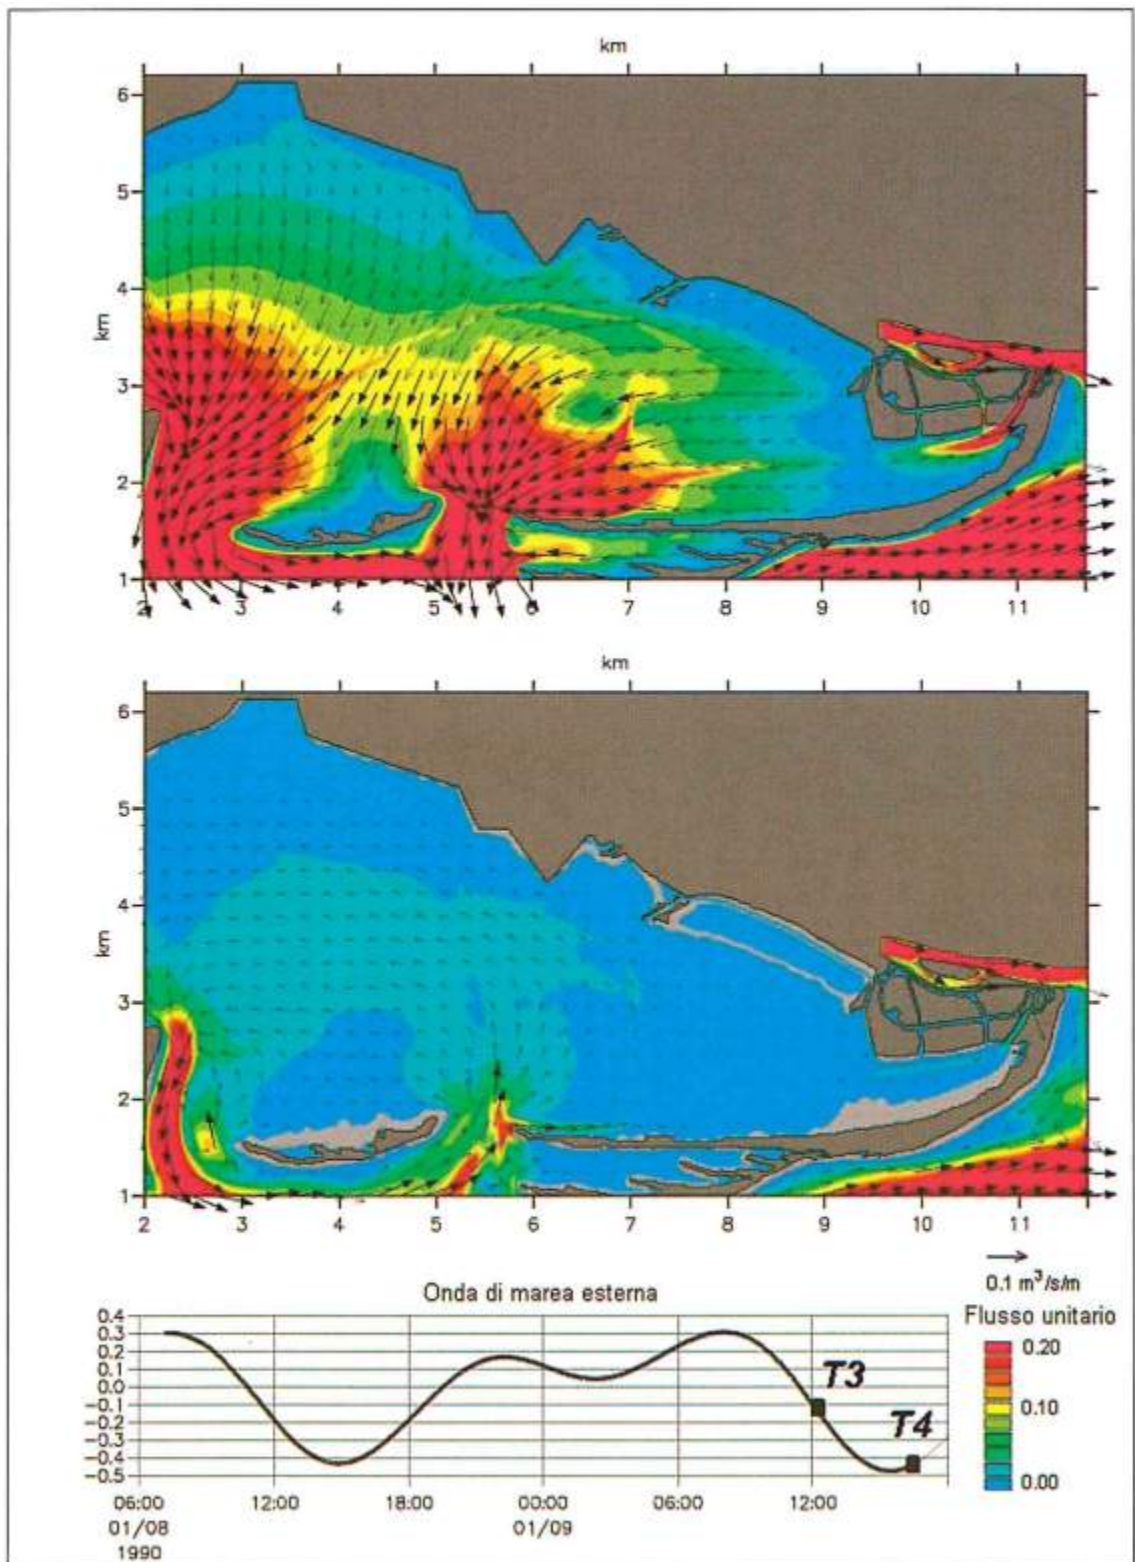 km
6
5
4
3
2
1
km
2 3 4 5 6 7 8 9 10 11
km
6
5
4
3
2
1
km
2 3 4 5 6 7 8 9 10 11
0.1 m³/s/m
Onda di marea esterna
Flusso unitario
0.4
0.3
0.2
0.1
0.0
-0.1
-0.2
-0.3
-0.4
-0.5
T3
T4
0.20
0.10
0.00
06:00 12:00 18:00 00:00 06:00 12:00
01/08 01/09
1990